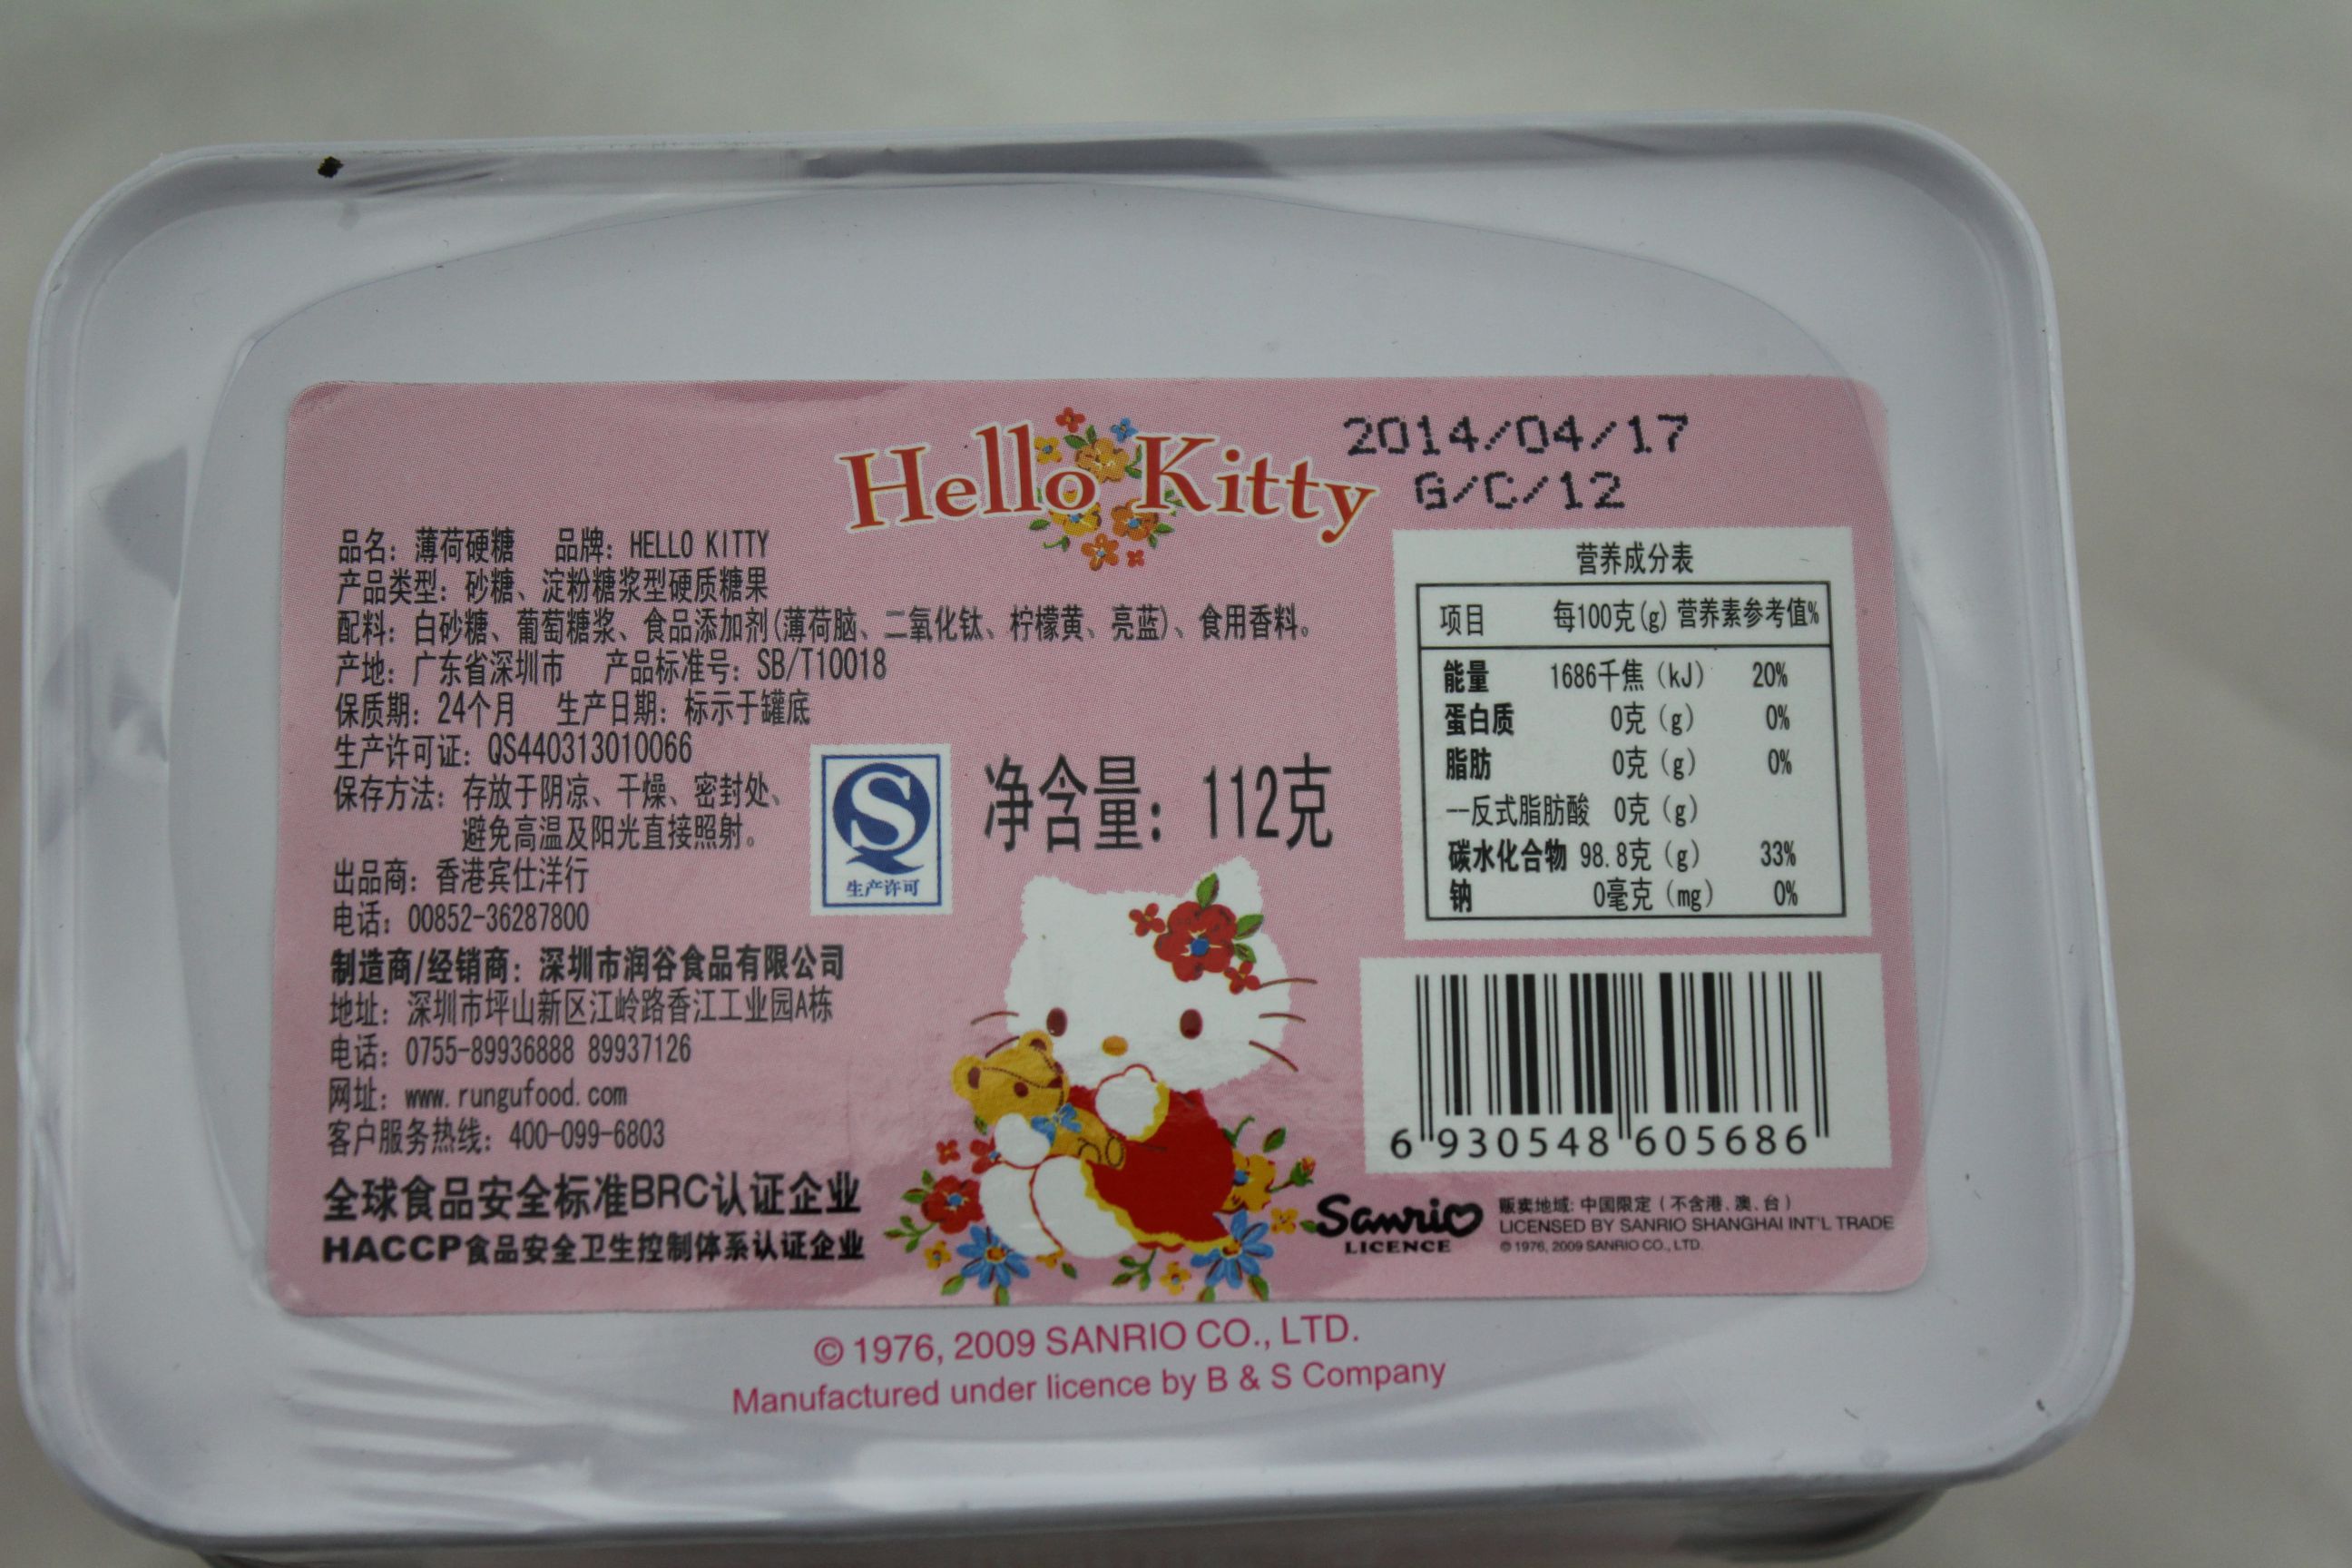 Hello Kitty
2014/04/17
G/C/12
品名：薄荷硬糖 品牌：HELLO KITTY
产品类型：砂糖、淀粉糖浆型硬质糖果
配料：白砂糖、葡萄糖浆、食品添加剂(薄荷脑、二氧化钛、柠檬黄、亮蓝)、食用香料。
产地：广东省深圳市 产品标准号：SB/T10018
保质期：24个月 生产日期：标示于罐底
生产许可证：QS440313010066
保存方法：存放于阴凉、干燥、密封处、
避免高温及阳光直接照射。
出品商：香港宾仕洋行
电话：00852-36287800
制造商/经销商：深圳市润谷食品有限公司
地址：深圳市坪山新区江岭路香江工业园A栋
电话：0755-89936888 89937126
网址：www.rungufood.com
客户服务热线：400-099-6803
全球食品安全标准BRC认证企业
HACCP食品安全卫生控制体系认证企业
生产许可
净含量：112克
营养成分表
项目 每100克(g) 营养素参考值%
能量 1686千焦(kJ) 20%
蛋白质 0克(g) 0%
脂肪 0克(g) 0%
--反式脂肪酸 0克(g)
碳水化合物 98.8克(g) 33%
钠 0毫克(mg) 0%
6 930548 605686
Sanrio
LICENCE
贩卖地域：中国限定（不含港．澳．台）
LICENSED BY SANRIO SHANGHAI INT'L TRADE
© 1976, 2009 SANRIO CO., LTD.
© 1976, 2009 SANRIO CO., LTD.
Manufactured under licence by B & S Company